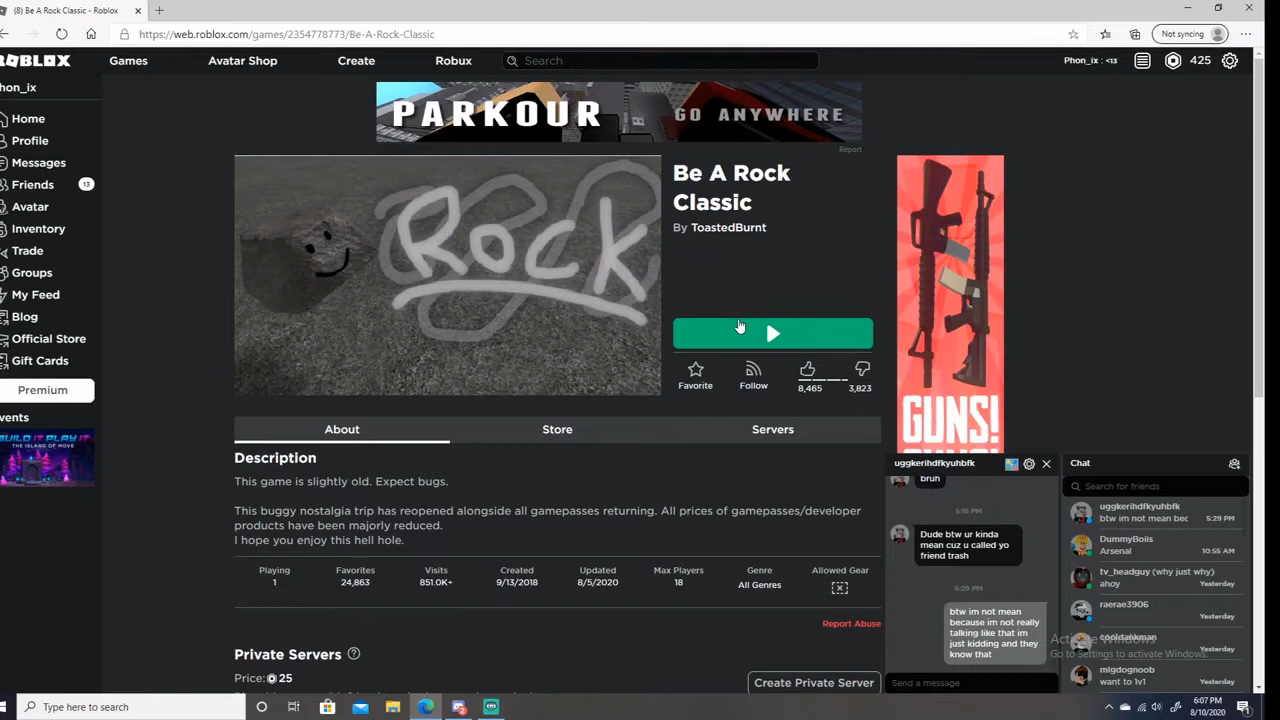 (8) Be A Rock Classic - Roblox
https://web.roblox.com/games/2354778773/Be-A-Rock-Classic
Not syncing
ROBLOX
Games
Avatar Shop
Create
Robux
Search
Phon_ix : <13
425
Phon_ix
Home
Profile
Messages
Friends
13
Avatar
Inventory
Trade
Groups
My Feed
Blog
Official Store
Gift Cards
Premium
Events
BUILD IT PLAY IT
THE ISLAND OF MOVE
PARKOUR
GO ANYWHERE
Report
Rock
Be A Rock
Classic
By ToastedBurnt
Favorite
Follow
8,465
3,823
GUNS!
About
Store
Servers
Description
This game is slightly old. Expect bugs.
This buggy nostalgia trip has reopened alongside all gamepasses returning. All prices of gamepasses/developer
products have been majorly reduced.
I hope you enjoy this hell hole.
Playing
1
Favorites
24,863
Visits
851.0K+
Created
9/13/2018
Updated
8/5/2020
Max Players
18
Genre
All Genres
Allowed Gear
Report Abuse
Private Servers
Price: 25
Create Private Server
uggkerihdfkyuhbfk
bruh
5:15 PM
Dude btw ur kinda
mean cuz u called yo
friend trash
5:29 PM
btw im not mean
because im not really
talking like that im
just kidding and they
know that
Send a message
Chat
Search for friends
uggkerihdfkyuhbfk
btw im not mean bec
5:29 PM
DummyBoiis
Arsenal
10:55 AM
tv_headguy (why just why)
ahoy
Yesterday
raerae3906
Yesterday
cooldankman
Yesterday
mlgdognoob
want to 1v1
Yesterday
Activate Windows
Go to Settings to activate Windows.
Type here to search
6:07 PM
8/10/2020